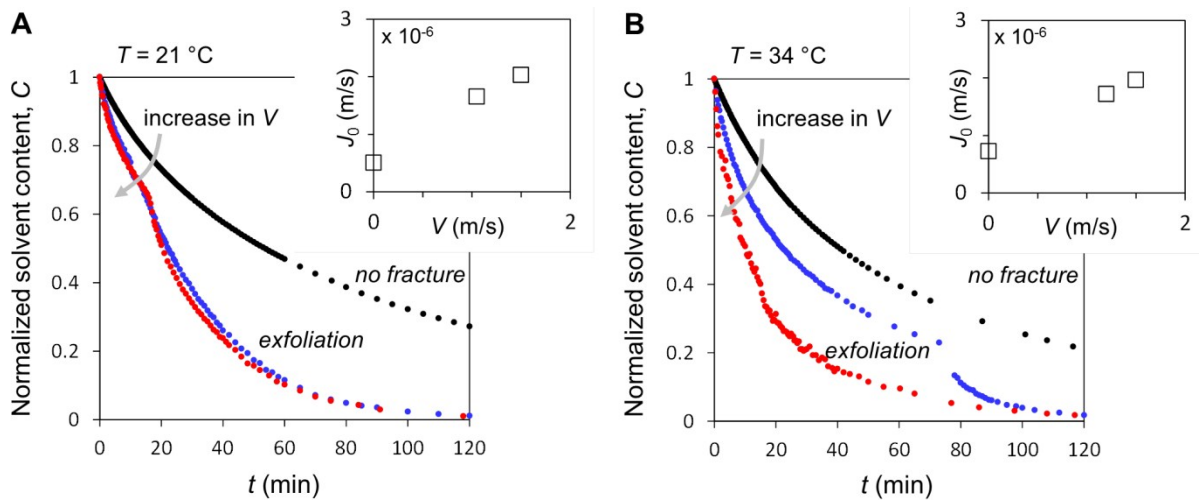 A
T = 21 °C
Normalized solvent content, C
1
0.8
0.6
0.4
0.2
0
0
20
40
60
80
100
120
t (min)
increase in V
no fracture
exfoliation
3
x 10⁻⁶
J₀ (m/s)
0
0
V (m/s)
2
B
T = 34 °C
Normalized solvent content, C
1
0.8
0.6
0.4
0.2
0
0
20
40
60
80
100
120
t (min)
increase in V
no fracture
exfoliation
3
x 10⁻⁶
J₀ (m/s)
0
0
V (m/s)
2